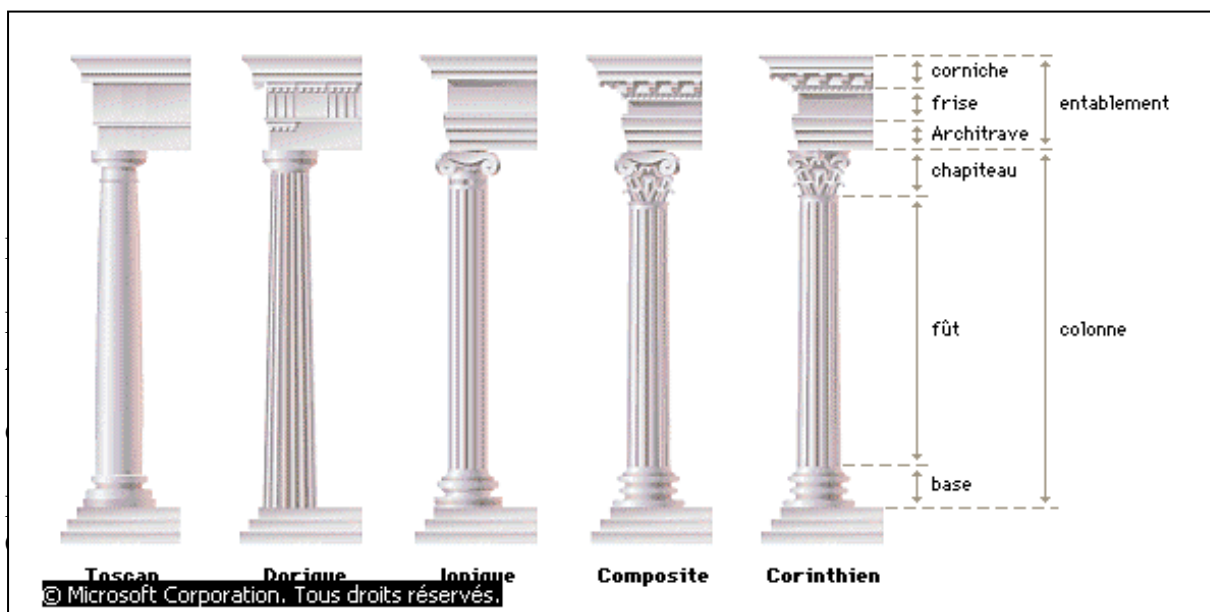 corniche
frise
entablement
Architrave
chapiteau
fût
colonne
base
Toscan Dorique Ionique Composite Corinthien
© Microsoft Corporation. Tous droits réservés.